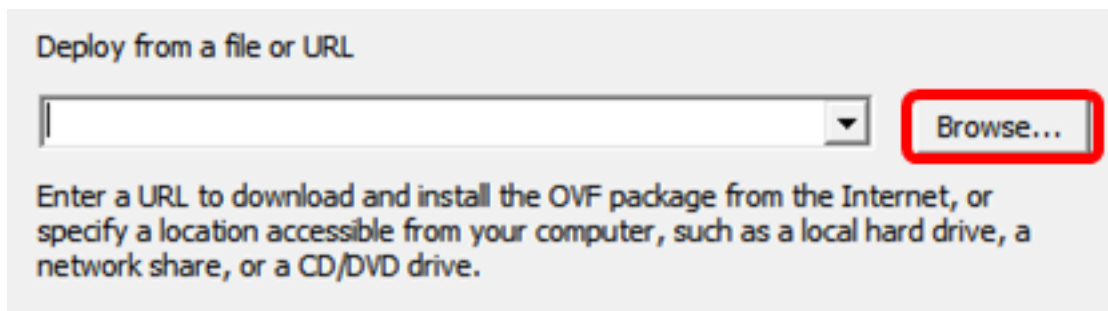 Deploy from a file or URL
Browse...
Enter a URL to download and install the OVF package from the Internet, or
specify a location accessible from your computer, such as a local hard drive, a
network share, or a CD/DVD drive.